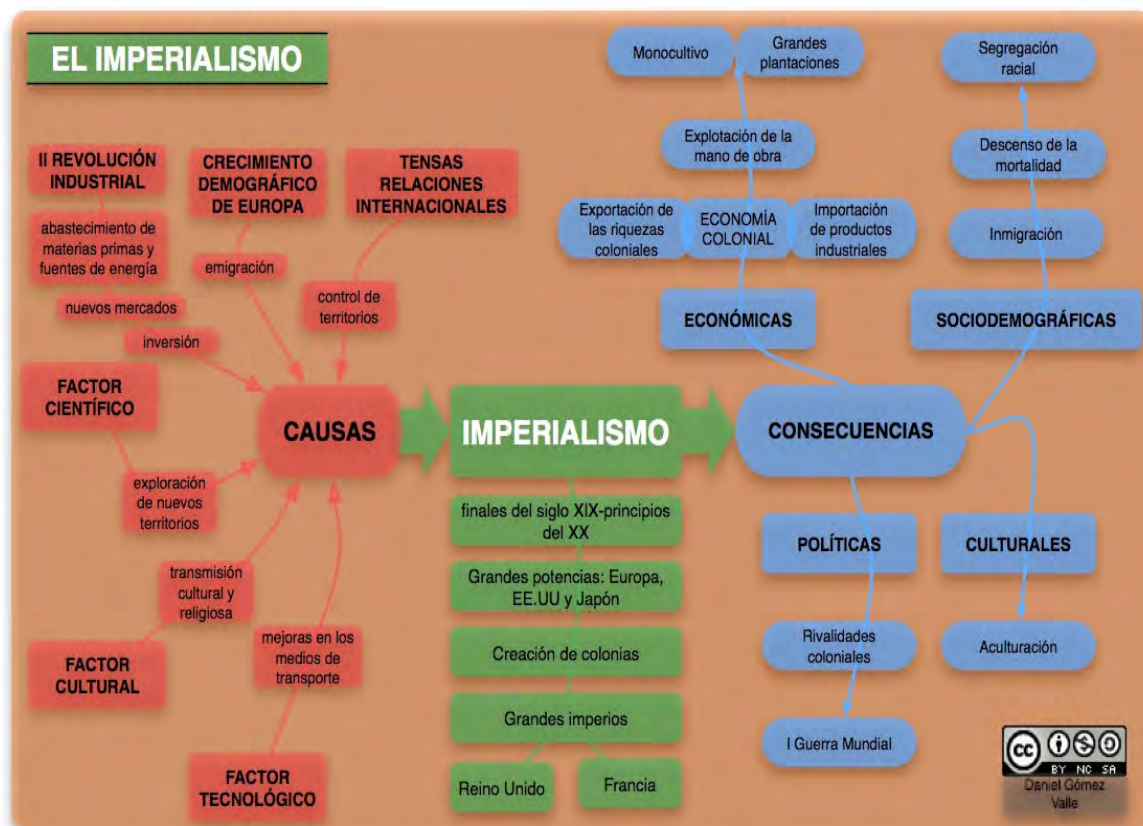 EL IMPERIALISMO
II REVOLUCIÓN
INDUSTRIAL
abastecimiento de
materias primas y
fuentes de energía
nuevos mercados
inversión
CRECIMIENTO
DEMOGRÁFICO
DE EUROPA
emigración
TENSAS
RELACIONES
INTERNACIONALES
control de
territorios
FACTOR
CIENTÍFICO
exploración
de nuevos
territorios
CAUSAS
transmisión
cultural y
religiosa
FACTOR
CULTURAL
mejoras en los
medios de
transporte
FACTOR
TECNOLÓGICO
IMPERIALISMO
finales del siglo XIX-principios
del XX
Grandes potencias: Europa,
EE.UU y Japón
Creación de colonias
Grandes imperios
Reino Unido
Francia
CONSECUENCIAS
Monocultivo
Grandes
plantaciones
Explotación de la
mano de obra
Exportación de
las riquezas
coloniales
ECONOMÍA
COLONIAL
Importación
de productos
industriales
ECONÓMICAS
Segregación
racial
Descenso de la
mortalidad
Inmigración
SOCIODEMOGRÁFICAS
POLÍTICAS
Rivalidades
coloniales
I Guerra Mundial
CULTURALES
Aculturación
cc
BY NC SA
Daniel Gómez
Valle